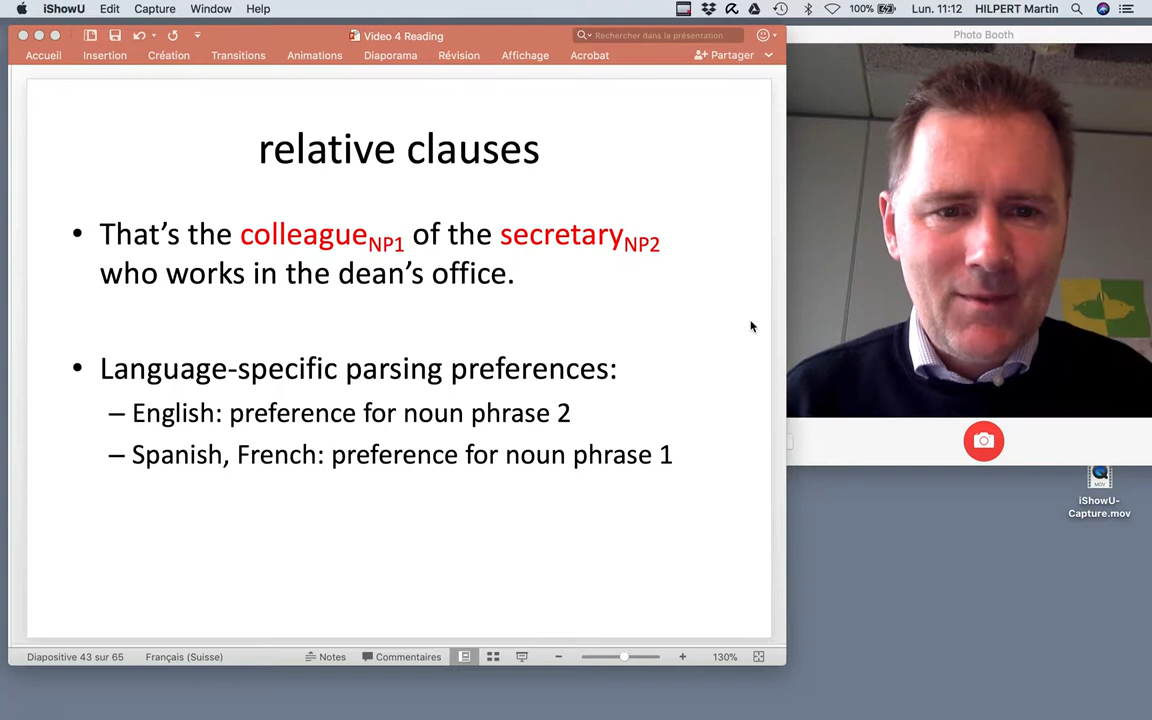 iShowU Edit Capture Window Help 100% Lun. 11:12 HILPERT Martin
Video 4 Reading
Rechercher dans la présentation
Photo Booth
Accueil Insertion Création Transitions Animations Diaporama Révision Affichage Acrobat Partager
relative clauses
• That's the colleagueNP1 of the secretaryNP2
who works in the dean's office.
• Language-specific parsing preferences:
– English: preference for noun phrase 2
– Spanish, French: preference for noun phrase 1
MOV
iShowU-
Capture.mov
Diapositive 43 sur 65 Français (Suisse) Notes Commentaires 130%